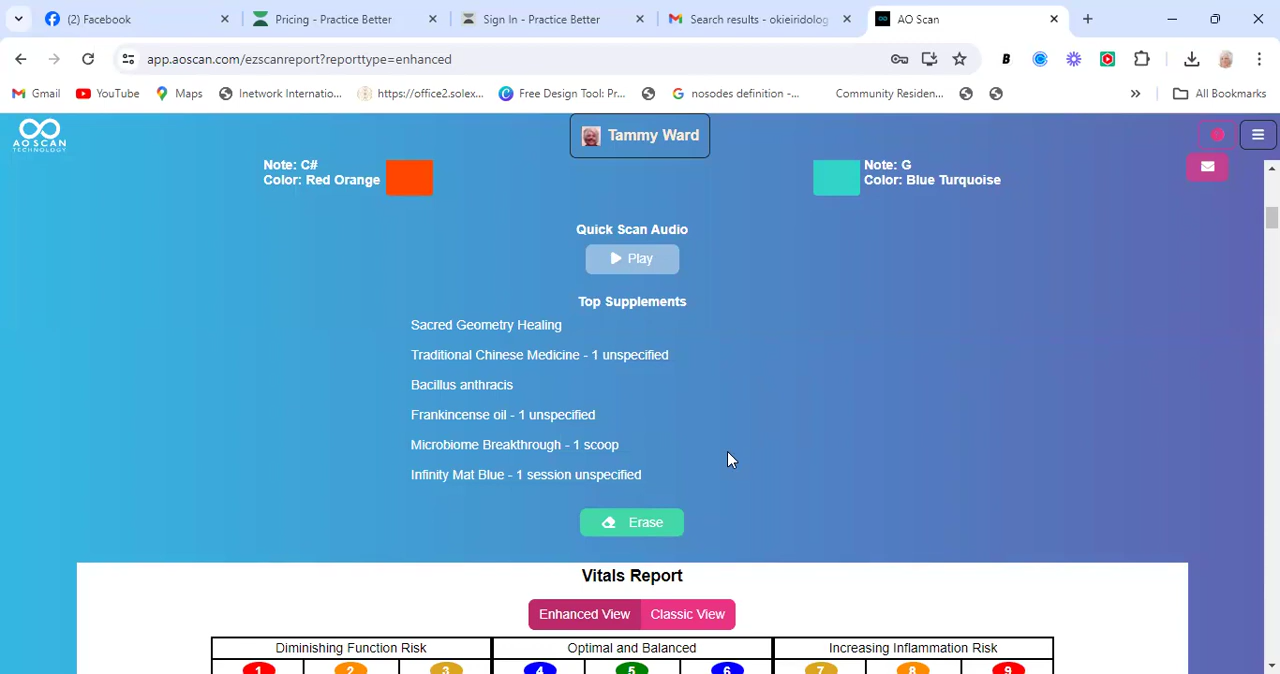 (2) Facebook
Pricing - Practice Better
Sign In - Practice Better
Search results - okieiridolog
AO Scan
app.aoscan.com/ezscanreport?reporttype=enhanced
B
Gmail
YouTube
Maps
Inetwork Internatio...
https://office2.solex...
Free Design Tool: Pr...
nosodes definition -...
Community Residen...
All Bookmarks
AO SCAN
TECHNOLOGY
Tammy Ward
Note: C#
Color: Red Orange
Note: G
Color: Blue Turquoise
Quick Scan Audio
Play
Top Supplements
Sacred Geometry Healing
Traditional Chinese Medicine - 1 unspecified
Bacillus anthracis
Frankincense oil - 1 unspecified
Microbiome Breakthrough - 1 scoop
Infinity Mat Blue - 1 session unspecified
Erase
Vitals Report
Enhanced View Classic View
Diminishing Function Risk Optimal and Balanced Increasing Inflammation Risk
1 2 3 4 5 6 7 8 9